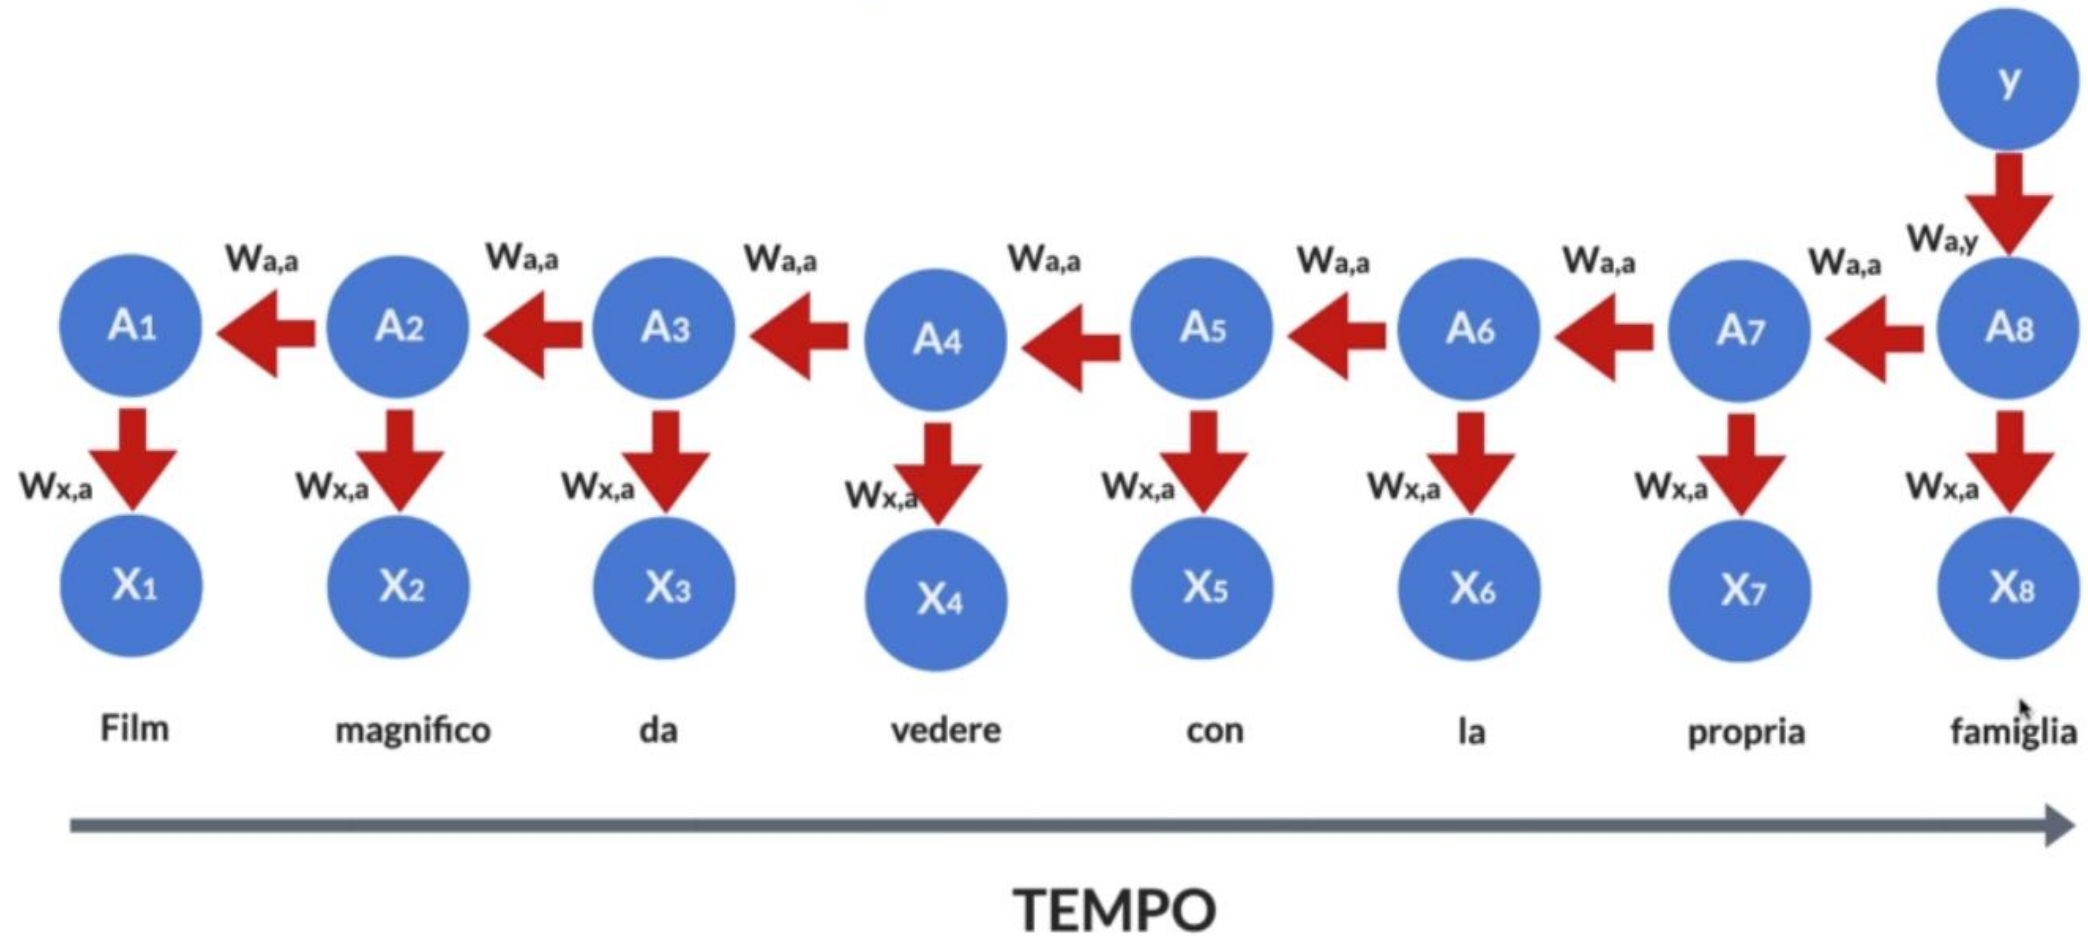 y
Wa,y
Wa,a Wa,a Wa,a Wa,a Wa,a Wa,a Wa,a
A1 A2 A3 A4 A5 A6 A7 A8
Wx,a Wx,a Wx,a Wx,a Wx,a Wx,a Wx,a Wx,a
X1 X2 X3 X4 X5 X6 X7 X8
Film magnifico da vedere con la propria famiglia
TEMPO